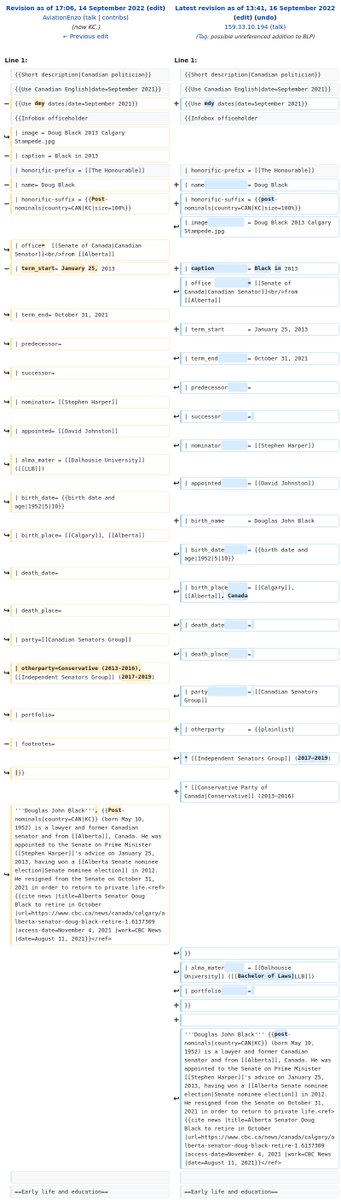 Revision as of 07:06, 14 September 2022 (edit)
AviationEnzo (talk | contribs)
(now KC.)
← Previous edit
Latest revision as of 13:41, 16 September 2022
(edit) (undo)
159.33.10.194 (talk)
(Tag: possible unreferenced addition to BLP)
Line 1:
{{Short description|Canadian politician}}
{{Use Canadian English|date=September 2021}}
− {{Use dmy dates|date=September 2021}}
{{Infobox officeholder
| image = Doug Black 2013 Calgary
Stampede.jpg
− | caption = Black in 2013
| honorific-prefix = [[The Honourable]]
− | name= Doug Black
− | honorific-suffix = {{Post-
nominals|country=CAN|KC|size=100%}}
| office= [[Senate of Canada|Canadian
Senator]]<br/>from [[Alberta]]
− | term_start= January 25, 2013
| term_end= October 31, 2021
| predecessor=
| successor=
| nominator= [[Stephen Harper]]
| appointed= [[David Johnston]]
| alma_mater = [[Dalhousie University]]
([[LLB]])
| birth_date= {{birth date and
age|1952|5|10}}
| birth_place= [[Calgary]], [[Alberta]]
| death_date=
| death_place=
| party=[[Canadian Senators Group]]
| otherparty=Conservative (2013-2016),
[[Independent Senators Group]] (2017-2019)
| portfolio=
− | footnotes=
}}
'''Douglas John Black''', {{Post-
nominals|country=CAN|KC}} (born May 10,
1952) is a lawyer and former Canadian
senator and from [[Alberta]], Canada. He was
appointed to the Senate on Prime Minister
[[Stephen Harper]]'s advice on January 25,
2013, having won a [[Alberta Senate nominee
election|Senate nominee election]] in 2012.
He resigned from the Senate on October 31,
2021 in order to return to private life.<ref>
{{cite news |title=Alberta Senator Doug
Black to retire in October
|url=https://www.cbc.ca/news/canada/calgary/a
lberta-senator-doug-black-retire-1.6137309
|access-date=November 4, 2021 |work=CBC News
|date=August 11, 2021}}</ref>
==Early life and education==
Line 1:
{{Short description|Canadian politician}}
{{Use Canadian English|date=September 2021}}
+ {{Use mdy dates|date=September 2021}}
{{Infobox officeholder
| honorific-prefix = [[The Honourable]]
+ | name = Doug Black
+ | honorific-suffix = {{post-
nominals|country=CAN|KC|size=100%}}
| image = Doug Black 2013 Calgary
Stampede.jpg
+ | caption = Black in 2013
| office = [[Senate of
Canada|Canadian Senator]]<br/>from
[[Alberta]]
+ | term_start = January 25, 2013
| term_end = October 31, 2021
| predecessor =
| successor =
| nominator = [[Stephen Harper]]
| appointed = [[David Johnston]]
+ | birth_name = Douglas John Black
| birth_date = {{birth date and
age|1952|5|10}}
| birth_place = [[Calgary]],
[[Alberta]], Canada
| death_date =
| death_place =
| party = [[Canadian Senators
Group]]
+ | otherparty = {{plainlist|
* [[Independent Senators Group]] (2017–2019)
+ * [[Conservative Party of
Canada|Conservative]] (2013–2016)
}}
| alma_mater = [[Dalhousie
University]] ([[Bachelor of Laws|LLB]])
| portfolio =
+ }}
+
'''Douglas John Black''' {{post-
nominals|country=CAN|KC}} (born May 10,
1952) is a lawyer and former Canadian
senator and from [[Alberta]], Canada. He was
appointed to the Senate on Prime Minister
[[Stephen Harper]]'s advice on January 25,
2013, having won a [[Alberta Senate nominee
election|Senate nominee election]] in 2012.
He resigned from the Senate on October 31,
2021 in order to return to private life.<ref>
{{cite news |title=Alberta Senator Doug
Black to retire in October
|url=https://www.cbc.ca/news/canada/calgary/a
lberta-senator-doug-black-retire-1.6137309
|access-date=November 4, 2021 |work=CBC News
|date=August 11, 2021}}</ref>
==Early life and education==